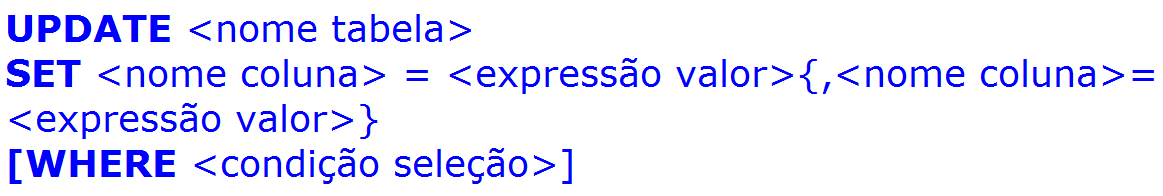 UPDATE <nome tabela>
SET <nome coluna> = <expressão valor>{,<nome coluna>=
<expressão valor>}
[WHERE <condição seleção>]